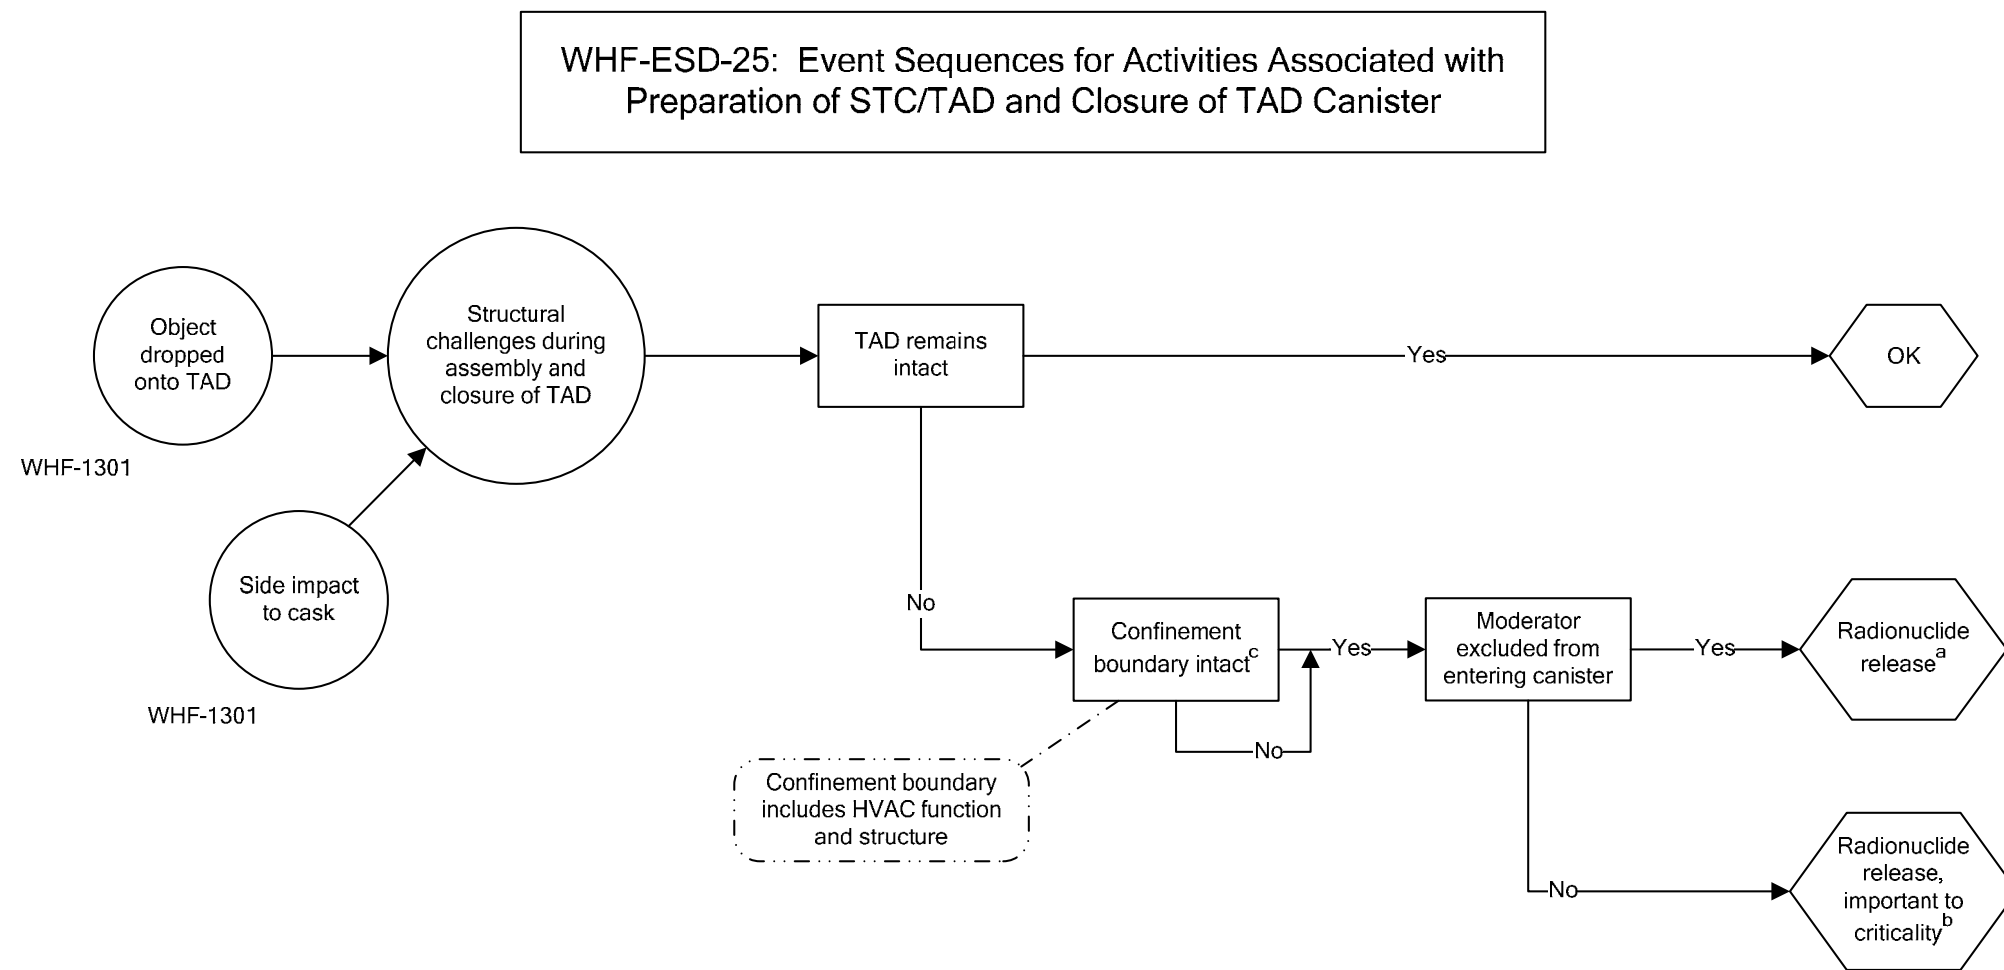 WHF-ESD-25: Event Sequences for Activities Associated with
Preparation of STC/TAD and Closure of TAD Canister
Object
dropped
onto TAD
WHF-1301
Structural
challenges during
assembly and
closure of TAD
Side impact
to cask
WHF-1301
TAD remains
intact
Yes
OK
No
Confinement
boundary intact^c
Yes
No
Confinement boundary
includes HVAC function
and structure
Moderator
excluded from
entering canister
Yes
Radionuclide
release^a
No
Radionuclide
release,
important to
criticality^b